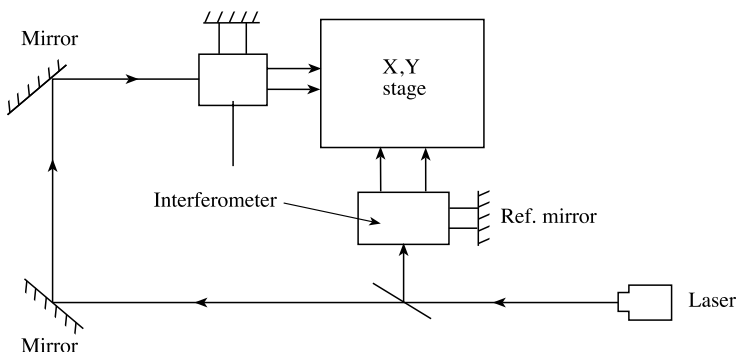 Mirror
X,Y
stage
Interferometer
Ref. mirror
Laser
Mirror